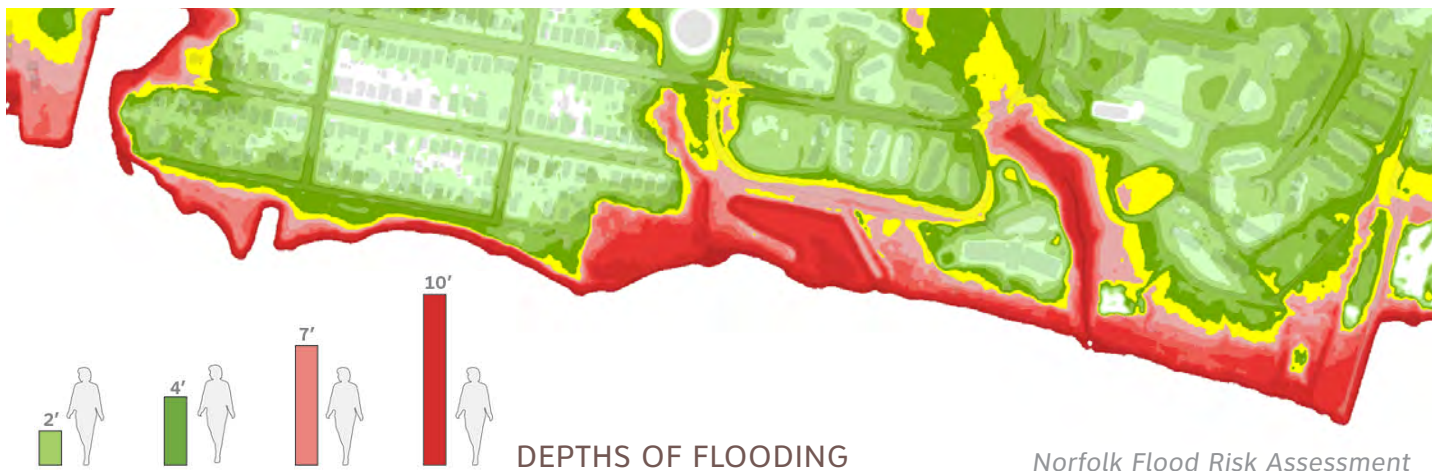 2′
4′
7′
10′
DEPTHS OF FLOODING
Norfolk Flood Risk Assessment